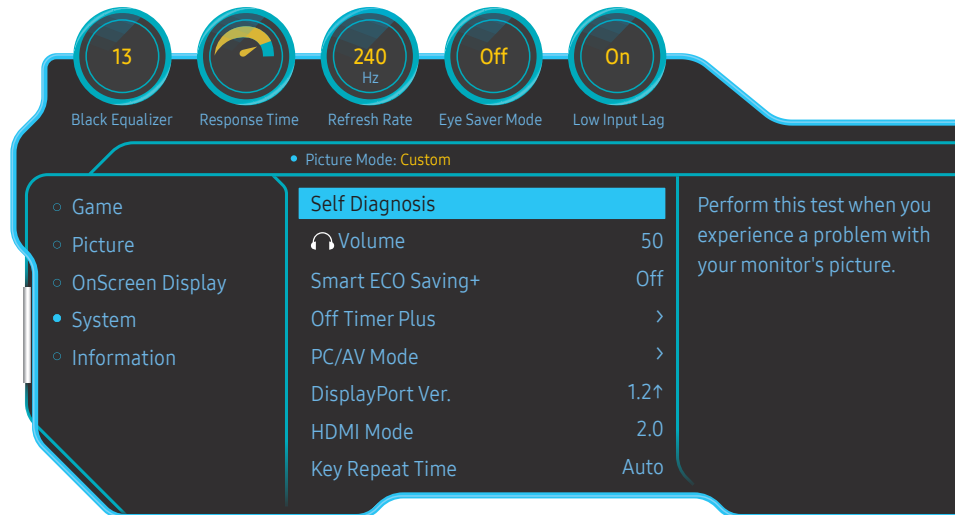 13
240
Hz
Off
On
Black Equalizer
Response Time
Refresh Rate
Eye Saver Mode
Low Input Lag
Picture Mode: Custom
Game
Picture
OnScreen Display
System
Information
Self Diagnosis
Volume 50
Smart ECO Saving+ Off
Off Timer Plus >
PC/AV Mode >
DisplayPort Ver. 1.2↑
HDMI Mode 2.0
Key Repeat Time Auto
Perform this test when you
experience a problem with
your monitor's picture.